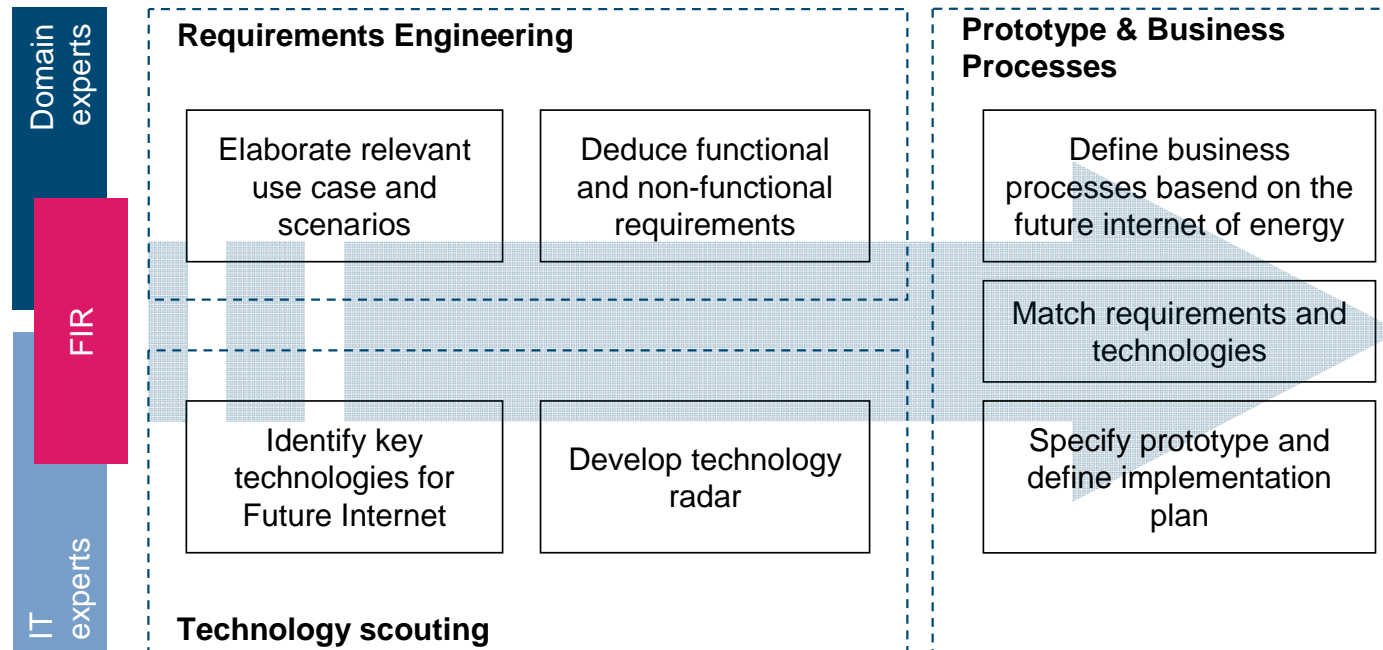 Domain
experts
FIR
IT
experts
Requirements Engineering
Elaborate relevant
use case and
scenarios
Deduce functional
and non-functional
requirements
Identify key
technologies for
Future Internet
Develop technology
radar
Technology scouting
Prototype & Business
Processes
Define business
processes basend on the
future internet of energy
Match requirements and
technologies
Specify prototype and
define implementation
plan